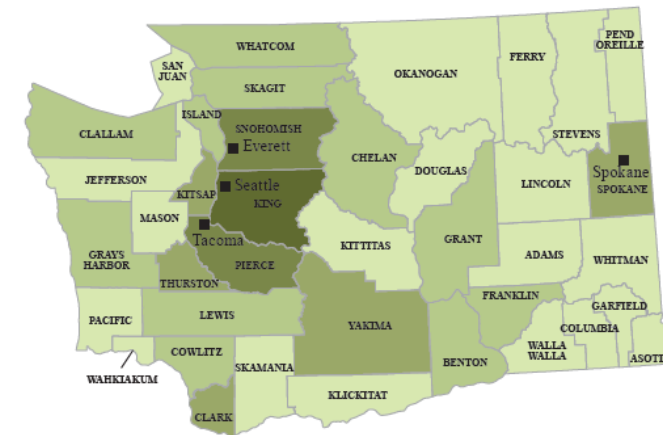 WHATCOM
SAN
JUAN
SKAGIT
ISLAND
CLALLAM
SNOHOMISH
Everett
JEFFERSON
KITSAP
Seattle
KING
MASON
Tacoma
GRAYS
HARBOR
PIERCE
THURSTON
PACIFIC
LEWIS
WAHKIAKUM
COWLITZ
SKAMANIA
CLARK
OKANOGAN
FERRY
PEND
OREILLE
STEVENS
CHELAN
DOUGLAS
LINCOLN
Spokane
SPOKANE
KITTITAS
GRANT
ADAMS
WHITMAN
YAKIMA
FRANKLIN
GARFIELD
COLUMBIA
WALLA
WALLA
ASOTI
BENTON
KLICKITAT